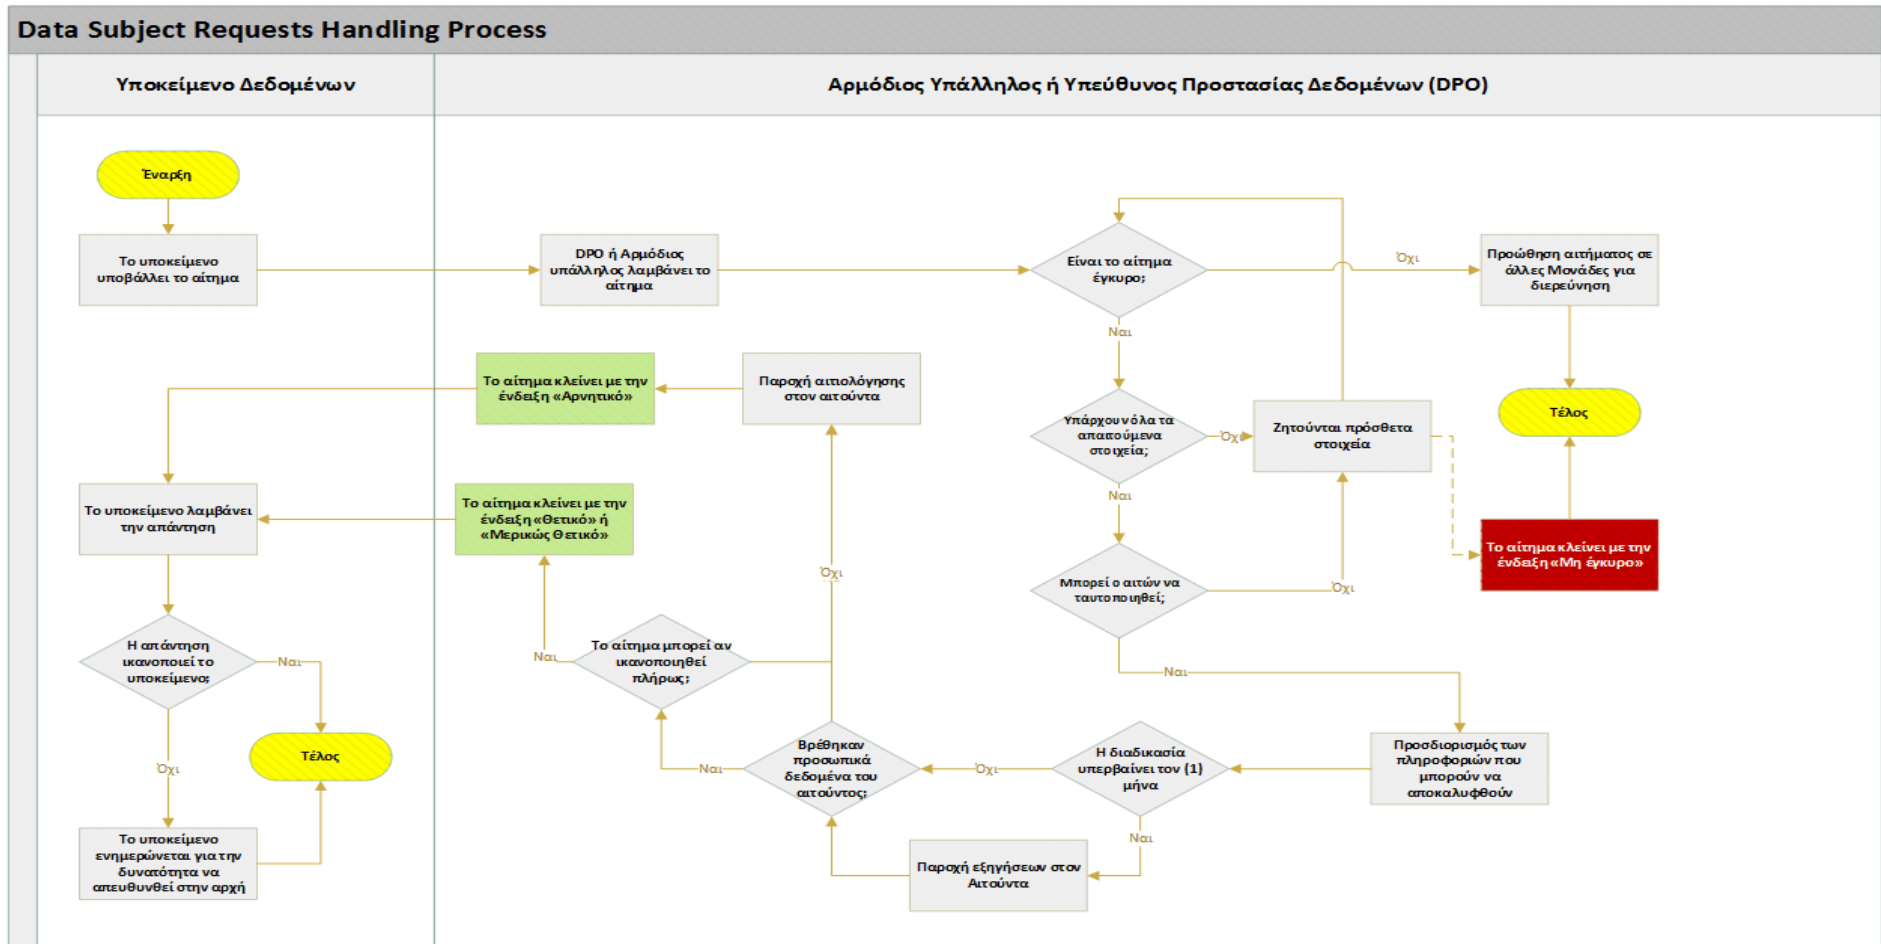 Data Subject Requests Handling Process
Υποκείμενο Δεδομένων
Αρμόδιος Υπάλληλος ή Υπεύθυνος Προστασίας Δεδομένων (DPO)
Έναρξη
Το υποκείμενο
υποβάλλει το αίτημα
DPO ή Αρμόδιος
υπάλληλος λαμβάνει το
αίτημα
Είναι το αίτημα
έγκυρο;
Όχι
Προώθηση αιτήματος σε
άλλες Μονάδες για
διερεύνηση
Ναι
Το αίτημα κλείνει με την
ένδειξη «Αρνητικό»
Παροχή αιτιολόγησης
στον αιτούντα
Υπάρχουν όλα τα
απαιτούμενα
στοιχεία;
Όχι
Ζητούνται πρόσθετα
στοιχεία
Τέλος
Ναι
Το υποκείμενο λαμβάνει
την απάντηση
Το αίτημα κλείνει με την
ένδειξη «Θετικό» ή
«Μερικώς Θετικό»
Όχι
Μπορεί ο αιτών να
ταυτοποιηθεί;
Όχι
Το αίτημα κλείνει με την
ένδειξη «Μη έγκυρο»
Η απάντηση
ικανοποιεί το
υποκείμενο;
Ναι
Ναι
Το αίτημα μπορεί αν
ικανοποιηθεί
πλήρως;
Ναι
Όχι
Τέλος
Ναι
Βρέθηκαν
προσωπικά
δεδομένα του
αιτούντος;
Όχι
Η διαδικασία
υπερβαίνει τον (1)
μήνα
Προσδιορισμός των
πληροφοριών που
μπορούν να
αποκαλυφθούν
Ναι
Το υποκείμενο
ενημερώνεται για την
δυνατότητα να
απευθυνθεί στην αρχή
Παροχή εξηγήσεων στον
Αιτούντα